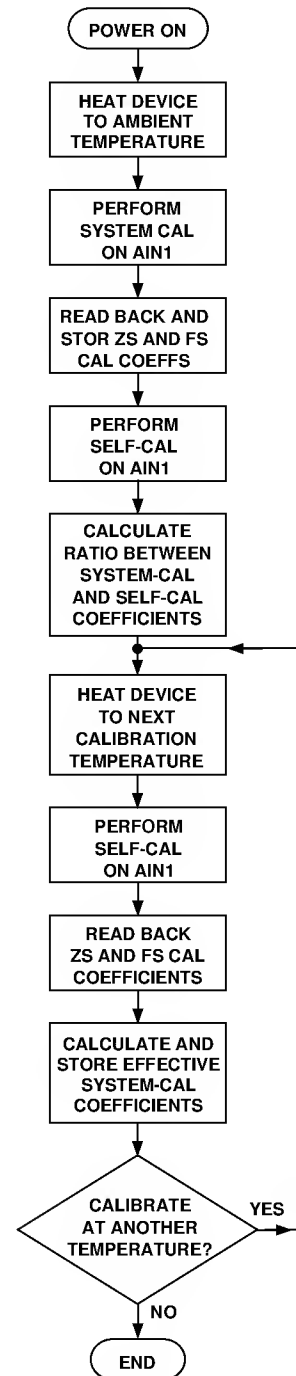 POWER ON
HEAT DEVICE
TO AMBIENT
TEMPERATURE
PERFORM
SYSTEM CAL
ON AIN1
READ BACK AND
STOR ZS AND FS
CAL COEFFS
PERFORM
SELF-CAL
ON AIN1
CALCULATE
RATIO BETWEEN
SYSTEM-CAL
AND SELF-CAL
COEFFICIENTS
HEAT DEVICE
TO NEXT
CALIBRATION
TEMPERATURE
PERFORM
SELF-CAL
ON AIN1
READ BACK
ZS AND FS CAL
COEFFICIENTS
CALCULATE AND
STORE EFFECTIVE
SYSTEM-CAL
COEFFICIENTS
CALIBRATE
AT ANOTHER
TEMPERATURE?
YES
NO
END